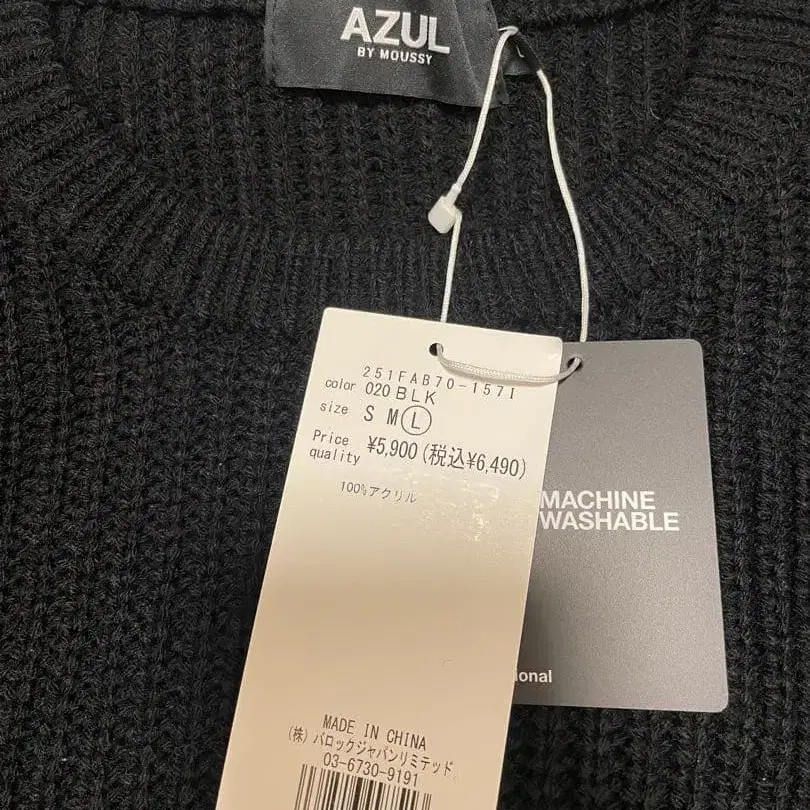 AZUL
BY MOUSSY
251FAB70-157I
color 020 BLK
size S M L
Price ¥5,900(税込¥6,490)
quality
100%アクリル
MACHINE
WASHABLE
ional
MADE IN CHINA
(株)バロックジャパンリミテッド
03-6730-9191